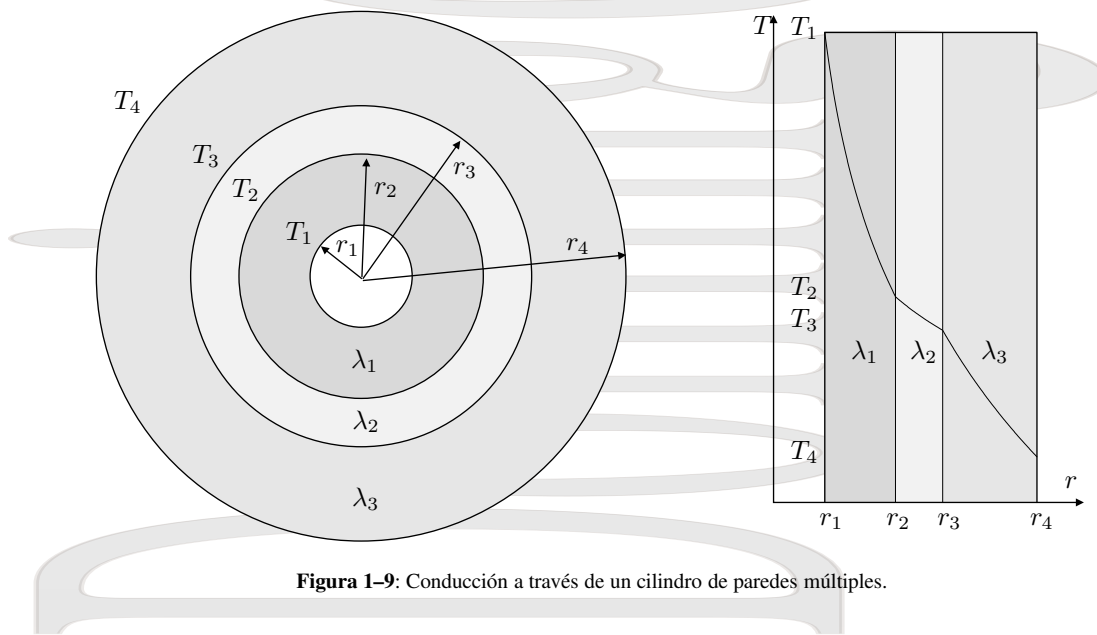 T₄
T₃
T₂
T₁
r₁
r₂
r₃
r₄
λ₁
λ₂
λ₃
T
T₁
T₂
T₃
T₄
λ₁ λ₂ λ₃
r
r₁ r₂ r₃ r₄
Figura 1–9: Conducción a través de un cilindro de paredes múltiples.